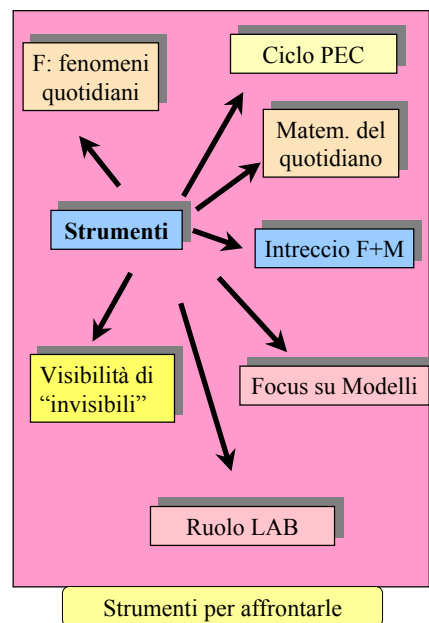 F: fenomeni
quotidiani
Ciclo PEC
Matem. del
quotidiano
Strumenti
Intreccio F+M
Visibilità di
“invisibili”
Focus su Modelli
Ruolo LAB
Strumenti per affrontarle